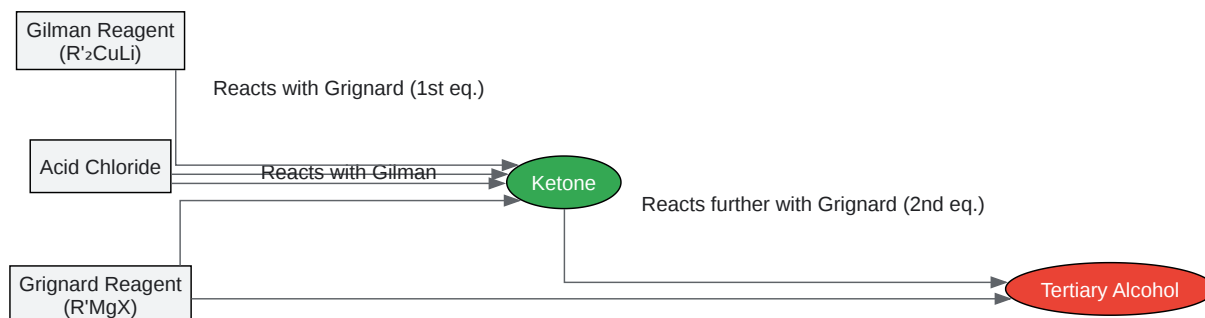 Gilman Reagent
(R'₂CuLi)
Reacts with Grignard (1st eq.)
Acid Chloride
Reacts with Gilman
Ketone
Reacts further with Grignard (2nd eq.)
Grignard Reagent
(R'MgX)
Tertiary Alcohol